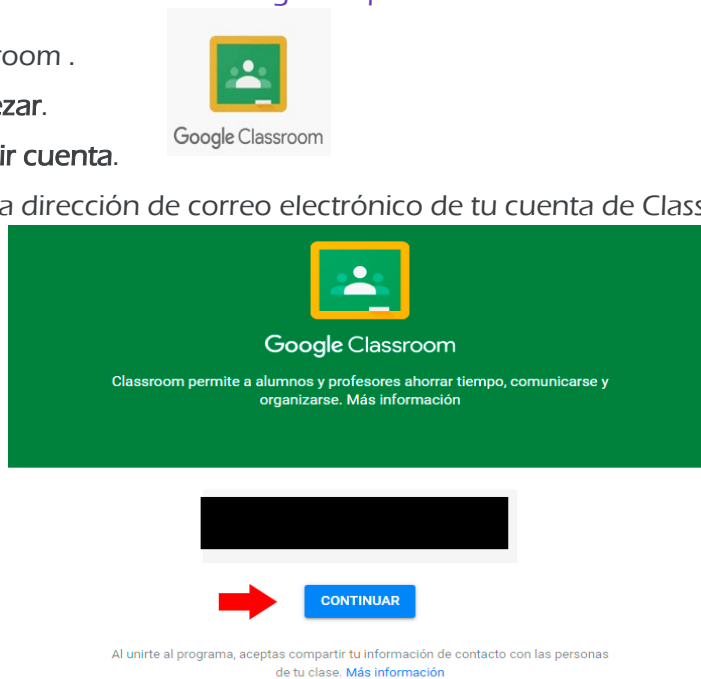 room .
ezar.
ir cuenta.
Google Classroom
a dirección de correo electrónico de tu cuenta de Class
Google Classroom
Classroom permite a alumnos y profesores ahorrar tiempo, comunicarse y
organizarse. Más información
CONTINUAR
Al unirte al programa, aceptas compartir tu información de contacto con las personas
de tu clase. Más información